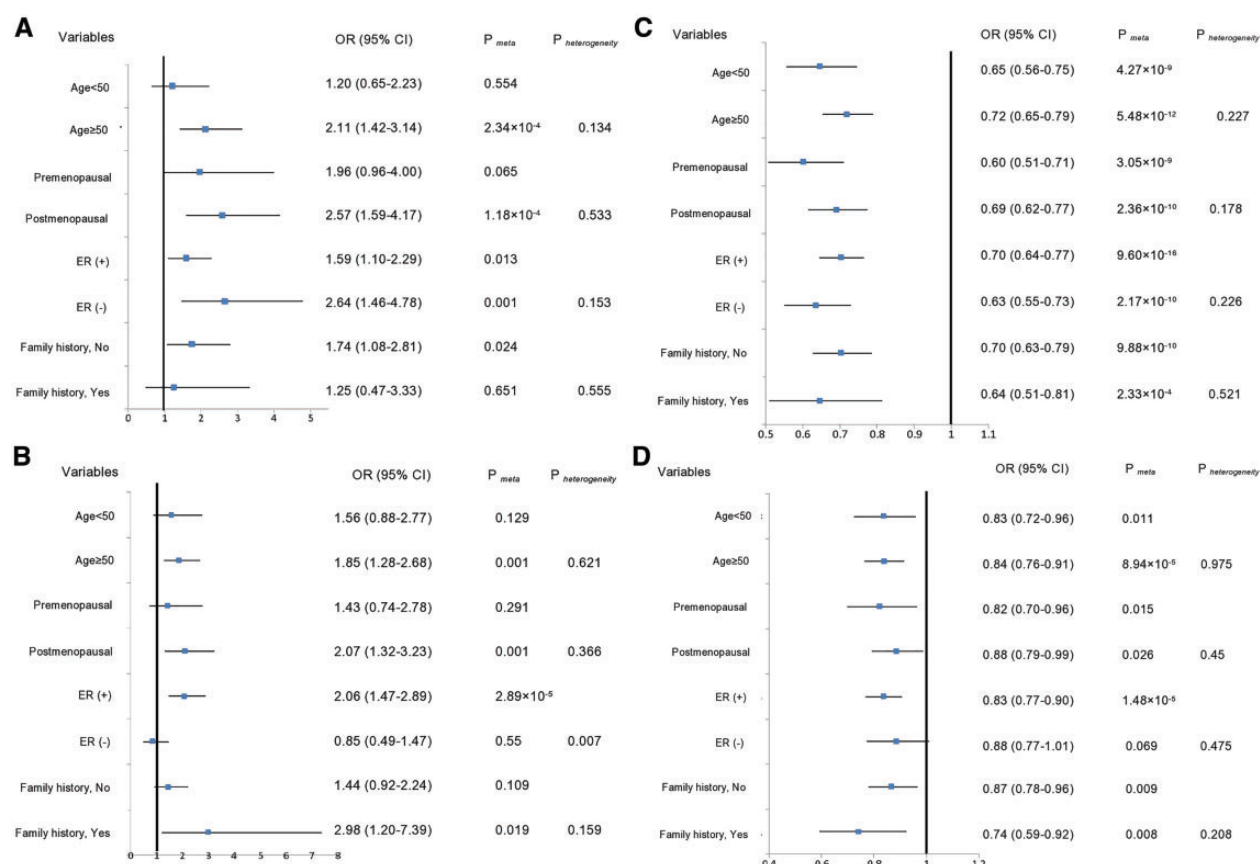 A
Variables OR (95% CI) P meta P heterogeneity
Age<50 1.20 (0.65-2.23) 0.554
Age≥50 2.11 (1.42-3.14) 2.34×10⁻⁴ 0.134
Premenopausal 1.96 (0.96-4.00) 0.065
Postmenopausal 2.57 (1.59-4.17) 1.18×10⁻⁴ 0.533
ER (+) 1.59 (1.10-2.29) 0.013
ER (-) 2.64 (1.46-4.78) 0.001 0.153
Family history, No 1.74 (1.08-2.81) 0.024
Family history, Yes 1.25 (0.47-3.33) 0.651 0.555
0 1 2 3 4 5
B
Variables OR (95% CI) P meta P heterogeneity
Age<50 1.56 (0.88-2.77) 0.129
Age≥50 1.85 (1.28-2.68) 0.001 0.621
Premenopausal 1.43 (0.74-2.78) 0.291
Postmenopausal 2.07 (1.32-3.23) 0.001 0.366
ER (+) 2.06 (1.47-2.89) 2.89×10⁻⁵
ER (-) 0.85 (0.49-1.47) 0.55 0.007
Family history, No 1.44 (0.92-2.24) 0.109
Family history, Yes 2.98 (1.20-7.39) 0.019 0.159
0 1 2 3 4 5 6 7 8
C
Variables OR (95% CI) P meta P heterogeneity
Age<50 0.65 (0.56-0.75) 4.27×10⁻⁹
Age≥50 0.72 (0.65-0.79) 5.48×10⁻¹² 0.227
Premenopausal 0.60 (0.51-0.71) 3.05×10⁻⁹
Postmenopausal 0.69 (0.62-0.77) 2.36×10⁻¹⁰ 0.178
ER (+) 0.70 (0.64-0.77) 9.60×10⁻¹⁶
ER (-) 0.63 (0.55-0.73) 2.17×10⁻¹⁰ 0.226
Family history, No 0.70 (0.63-0.79) 9.88×10⁻¹⁰
Family history, Yes 0.64 (0.51-0.81) 2.33×10⁻⁴ 0.521
0.5 0.6 0.7 0.8 0.9 1 1.1
D
Variables OR (95% CI) P meta P heterogeneity
Age<50 0.83 (0.72-0.96) 0.011
Age≥50 0.84 (0.76-0.91) 8.94×10⁻⁵ 0.975
Premenopausal 0.82 (0.70-0.96) 0.015
Postmenopausal 0.88 (0.79-0.99) 0.026 0.45
ER (+) 0.83 (0.77-0.90) 1.48×10⁻⁵
ER (-) 0.88 (0.77-1.01) 0.069 0.475
Family history, No 0.87 (0.78-0.96) 0.009
Family history, Yes 0.74 (0.59-0.92) 0.008 0.208
0.4 0.6 0.8 1 1.2